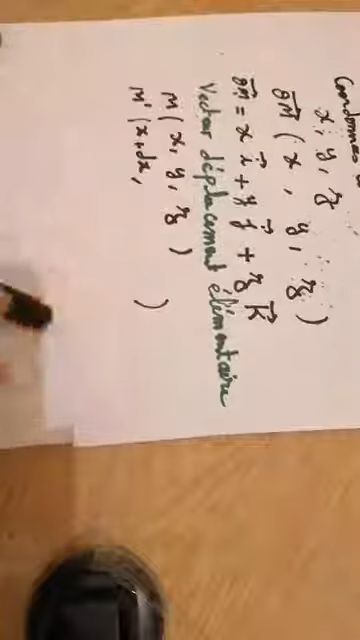 Coordonnées
x, y, z
OM⃗ ( x , y , z )
OM⃗ = x i⃗ + y j⃗ + z k⃗
Vecteur déplacement élémentaire
M ( x, y, z )
M' ( x+dx, )